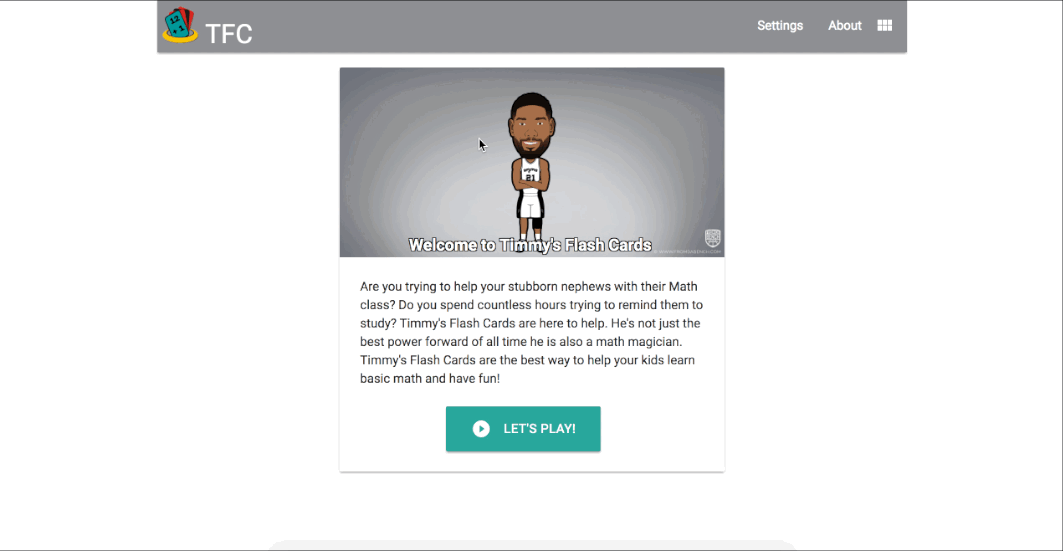 12
+ 1
TFC
Settings
About
21
Welcome to Timmy's Flash Cards
Are you trying to help your stubborn nephews with their Math
class? Do you spend countless hours trying to remind them to
study? Timmy's Flash Cards are here to help. He's not just the
best power forward of all time he is also a math magician.
Timmy's Flash Cards are the best way to help your kids learn
basic math and have fun!
LET'S PLAY!